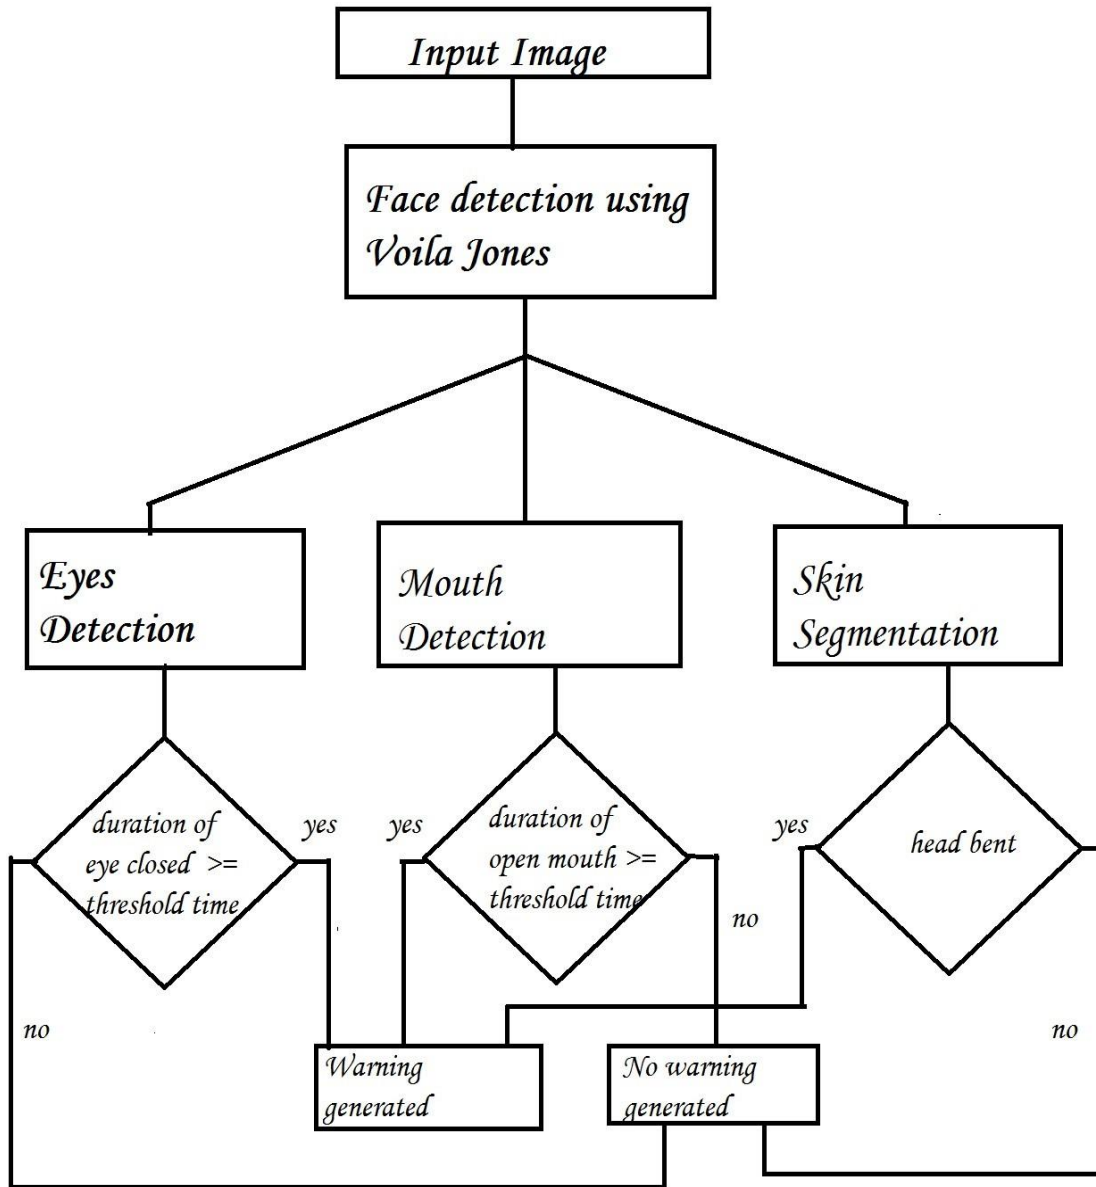 Input Image
Face detection using
Voila Jones
Eyes
Detection
Mouth
Detection
Skin
Segmentation
duration of
eye closed >=
threshold time
yes
no
yes
duration of
open mouth >=
threshold time
no
yes
head bent
no
Warning
generated
No warning
generated